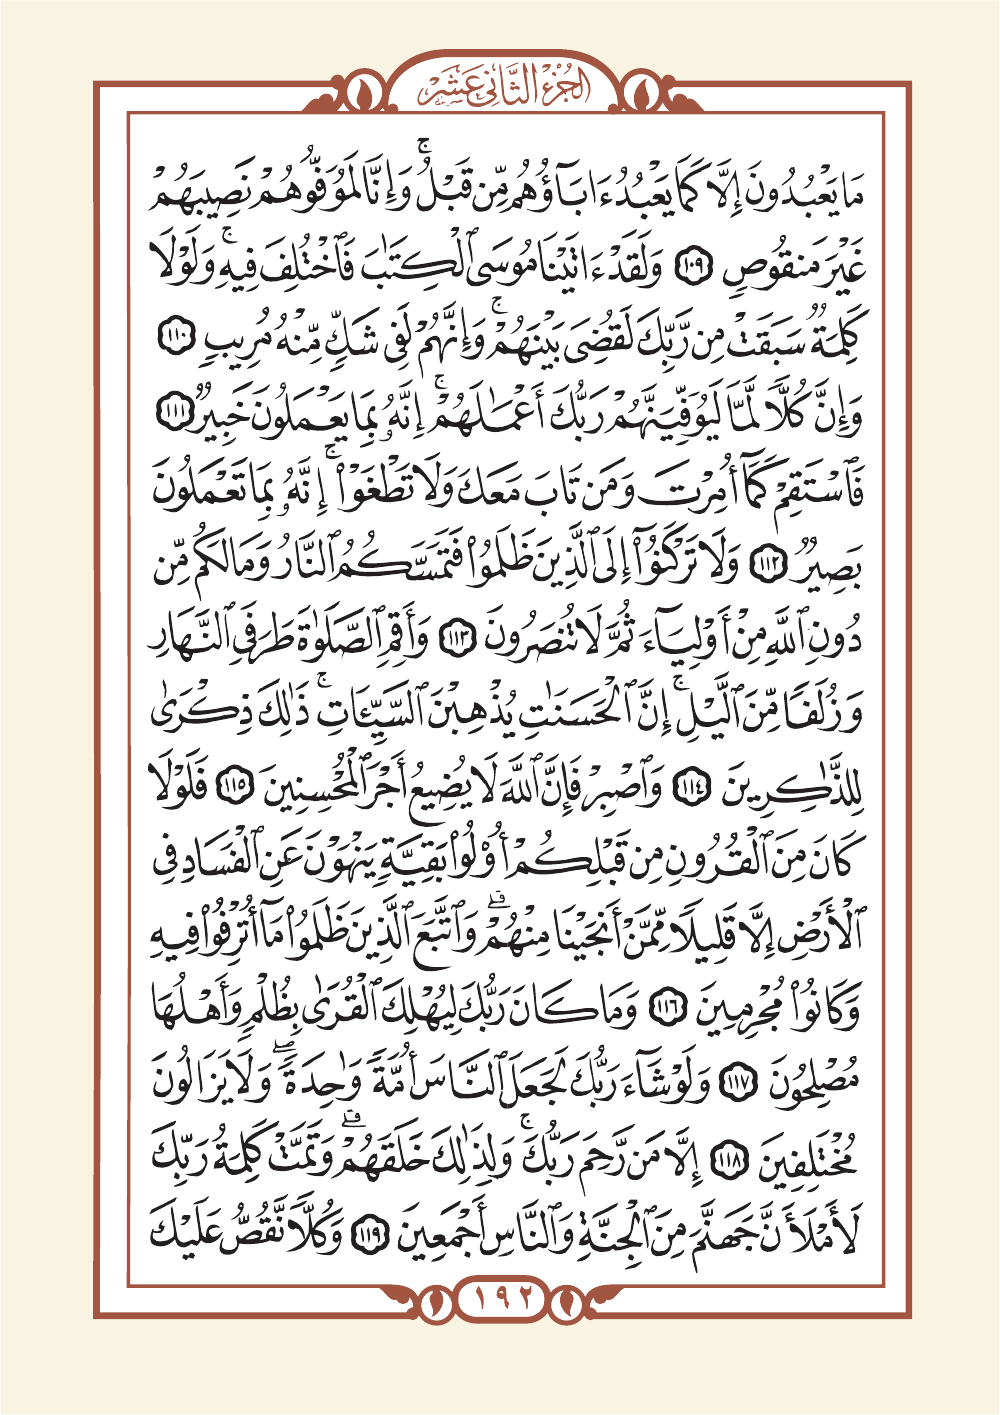 الجُزْءُ الثَّانِي عَشَرَ
مَا يَعْبُدُونَ إِلَّا كَمَا يَعْبُدُ ءَابَآؤُهُم مِّن قَبْلُ ۚ وَإِنَّا لَمُوَفُّوهُمْ نَصِيبَهُمْ
غَيْرَ مَنقُوصٍ ١٠٩ وَلَقَدْ ءَاتَيْنَا مُوسَى ٱلْكِتَٰبَ فَٱخْتُلِفَ فِيهِ ۚ وَلَوْلَا
كَلِمَةٌ سَبَقَتْ مِن رَّبِّكَ لَقُضِىَ بَيْنَهُمْ ۚ وَإِنَّهُمْ لَفِى شَكٍّ مِّنْهُ مُرِيبٍ ١١٠
وَإِنَّ كُلًّا لَّمَّا لَيُوَفِّيَنَّهُمْ رَبُّكَ أَعْمَٰلَهُمْ ۚ إِنَّهُۥ بِمَا يَعْمَلُونَ خَبِيرٌ ١١١
فَٱسْتَقِمْ كَمَآ أُمِرْتَ وَمَن تَابَ مَعَكَ وَلَا تَطْغَوْا۟ ۚ إِنَّهُۥ بِمَا تَعْمَلُونَ
بَصِيرٌ ١١٢ وَلَا تَرْكَنُوٓا۟ إِلَى ٱلَّذِينَ ظَلَمُوا۟ فَتَمَسَّكُمُ ٱلنَّارُ وَمَا لَكُم مِّن
دُونِ ٱللَّهِ مِنْ أَوْلِيَآءَ ثُمَّ لَا تُنصَرُونَ ١١٣ وَأَقِمِ ٱلصَّلَوٰةَ طَرَفَىِ ٱلنَّهَارِ
وَزُلَفًا مِّنَ ٱلَّيْلِ ۚ إِنَّ ٱلْحَسَنَٰتِ يُذْهِبْنَ ٱلسَّيِّـَٔاتِ ۚ ذَٰلِكَ ذِكْرَىٰ
لِلذَّٰكِرِينَ ١١٤ وَٱصْبِرْ فَإِنَّ ٱللَّهَ لَا يُضِيعُ أَجْرَ ٱلْمُحْسِنِينَ ١١٥ فَلَوْلَا
كَانَ مِنَ ٱلْقُرُونِ مِن قَبْلِكُمْ أُو۟لُوا۟ بَقِيَّةٍ يَنْهَوْنَ عَنِ ٱلْفَسَادِ فِى
ٱلْأَرْضِ إِلَّا قَلِيلًا مِّمَّنْ أَنجَيْنَا مِنْهُمْ ۗ وَٱتَّبَعَ ٱلَّذِينَ ظَلَمُوا۟ مَآ أُتْرِفُوا۟ فِيهِ
وَكَانُوا۟ مُجْرِمِينَ ١١٦ وَمَا كَانَ رَبُّكَ لِيُهْلِكَ ٱلْقُرَىٰ بِظُلْمٍ وَأَهْلُهَا
مُصْلِحُونَ ١١٧ وَلَوْ شَآءَ رَبُّكَ لَجَعَلَ ٱلنَّاسَ أُمَّةً وَٰحِدَةً ۖ وَلَا يَزَالُونَ
مُخْتَلِفِينَ ١١٨ إِلَّا مَن رَّحِمَ رَبُّكَ ۚ وَلِذَٰلِكَ خَلَقَهُمْ ۗ وَتَمَّتْ كَلِمَةُ رَبِّكَ
لَأَمْلَأَنَّ جَهَنَّمَ مِنَ ٱلْجِنَّةِ وَٱلنَّاسِ أَجْمَعِينَ ١١٩ وَكُلًّا نَّقُصُّ عَلَيْكَ
١٩٢